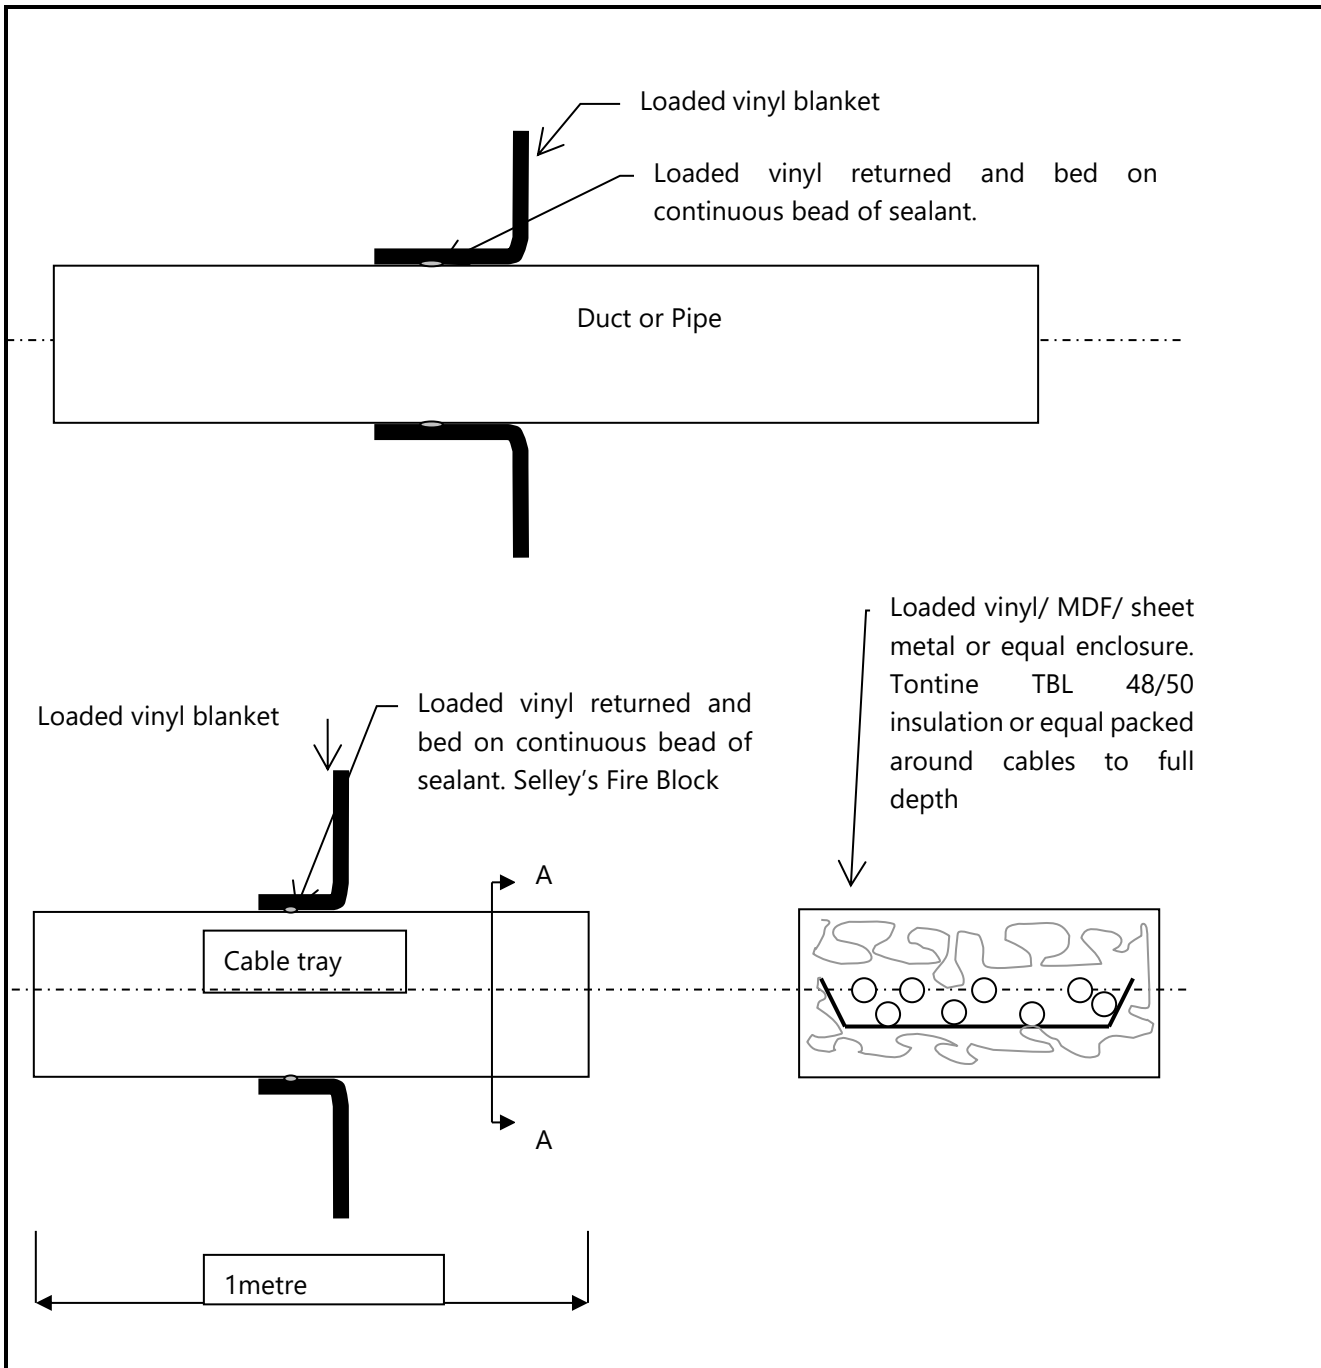 Loaded vinyl blanket
Loaded vinyl returned and bed on
continuous bead of sealant.
Duct or Pipe
Loaded vinyl/ MDF/ sheet
metal or equal enclosure.
Tontine TBL 48/50
insulation or equal packed
around cables to full
depth
Loaded vinyl blanket
Loaded vinyl returned and
bed on continuous bead of
sealant. Selley’s Fire Block
A
Cable tray
A
1metre